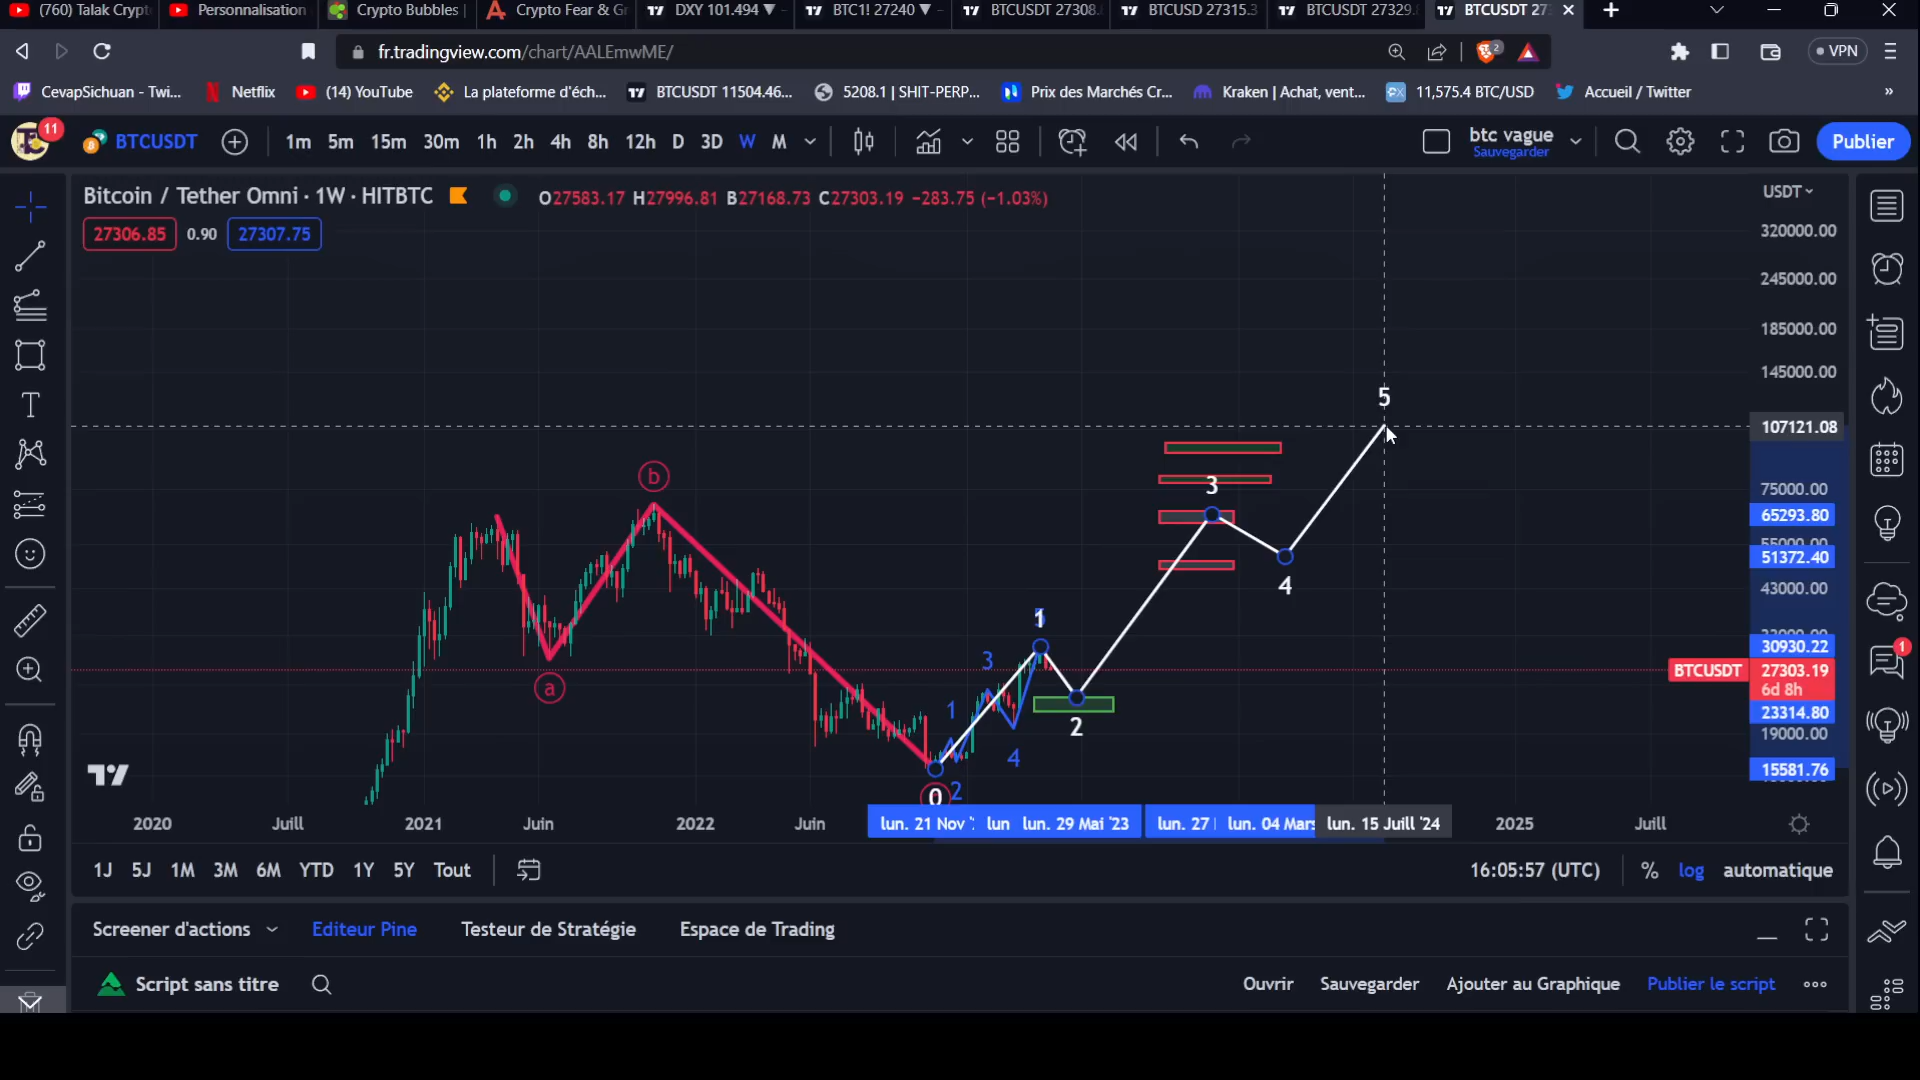 (760) Talak Crypt Personnalisation Crypto Bubbles | Crypto Fear & Gr DXY 101.494 ▼ BTC1! 27240 ▼ BTCUSDT 27308. BTCUSD 27315.3 BTCUSDT 27329. BTCUSDT 27
fr.tradingview.com/chart/AALEmwME/ 2 VPN
CevapSichuan - Twi... Netflix (14) YouTube La plateforme d'éch... BTCUSDT 11504.46... 5208.1 | SHIT-PERP... Prix des Marchés Cr... Kraken | Achat, vent... 11,575.4 BTC/USD Accueil / Twitter »
11 BTCUSDT 1m 5m 15m 30m 1h 2h 4h 8h 12h D 3D W M btc vague Sauvegarder Publier
Bitcoin / Tether Omni · 1W · HITBTC O27583.17 H27996.81 B27168.73 C27303.19 −283.75 (−1.03%) USDT
27306.85 0.90 27307.75
320000.00
245000.00
185000.00
145000.00
5
107121.08
b
3
75000.00
65293.80
51372.40
4
43000.00
1
30930.22
3
a
BTCUSDT 27303.19
6d 8h
1
23314.80
2
19000.00
4
15581.76
0 2
1
2020 Juill 2021 Juin 2022 Juin lun. 21 Nov lun lun. 29 Mai '23 lun. 27 lun. 04 Mars lun. 15 Juill '24 2025 Juill
1J 5J 1M 3M 6M YTD 1Y 5Y Tout 16:05:57 (UTC) % log automatique
Screener d'actions Editeur Pine Testeur de Stratégie Espace de Trading
Script sans titre Ouvrir Sauvegarder Ajouter au Graphique Publier le script